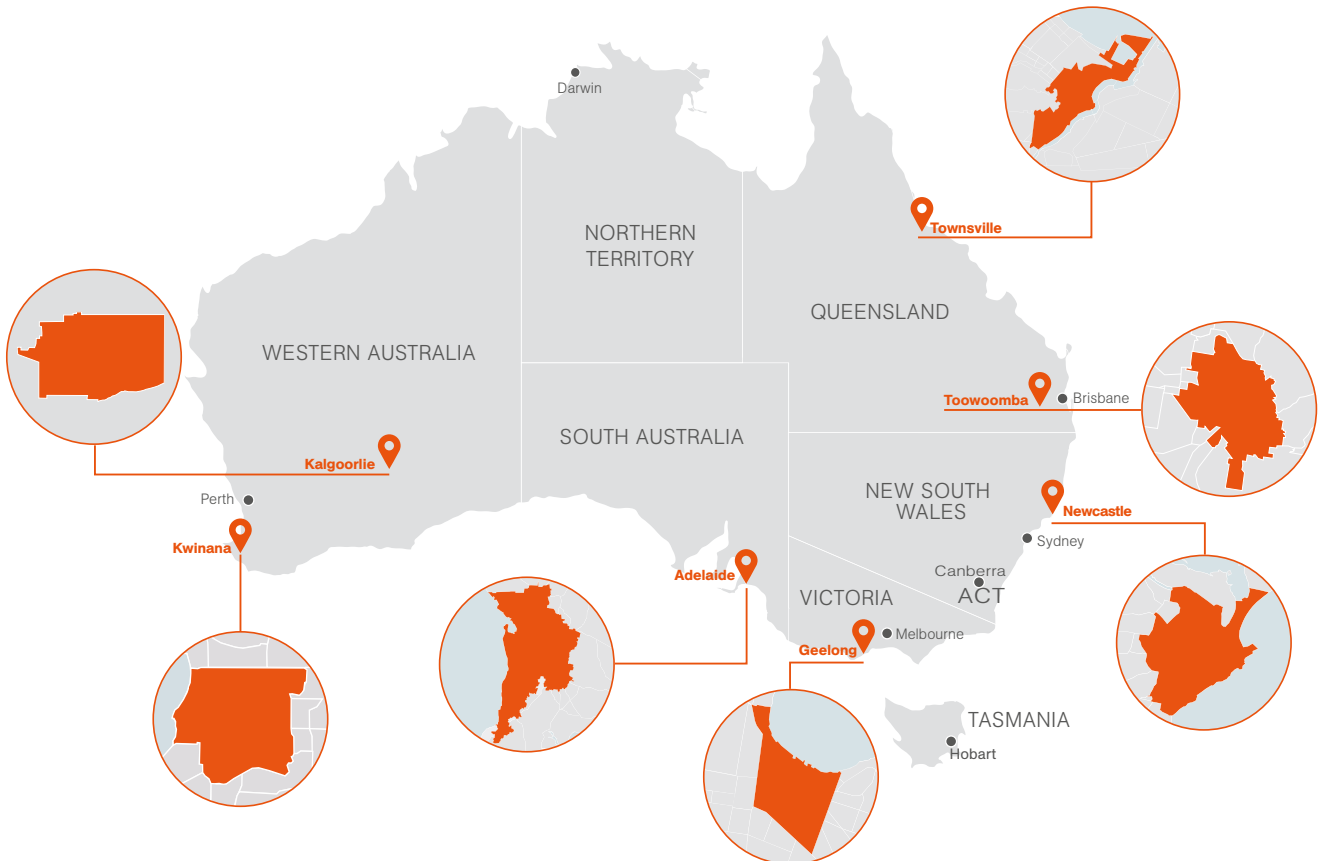 Darwin
Townsville
NORTHERN
TERRITORY
QUEENSLAND
WESTERN AUSTRALIA
Toowoomba
Brisbane
SOUTH AUSTRALIA
Kalgoorlie
Perth
NEW SOUTH
WALES
Newcastle
Sydney
Kwinana
Adelaide
Canberra
ACT
VICTORIA
Melbourne
Geelong
TASMANIA
Hobart